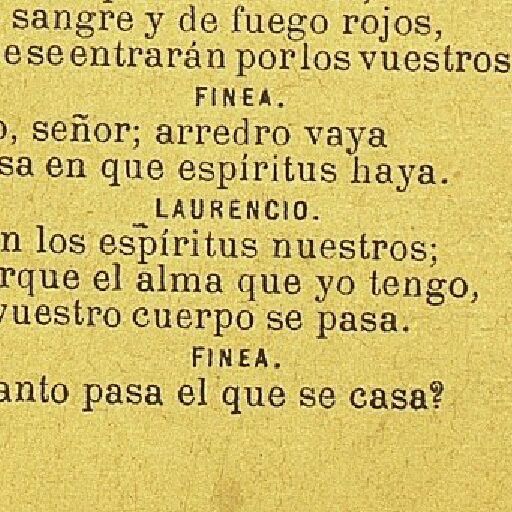 sangre y de fuego rojos,
e se entrarán por los vuestros
FINEA.
o, señor; arredro vaya
sa en que espíritus haya.
LAURENCIO.
n los espíritus nuestros;
rque el alma que yo tengo,
vuestro cuerpo se pasa.
FINEA.
anto pasa el que se casa?